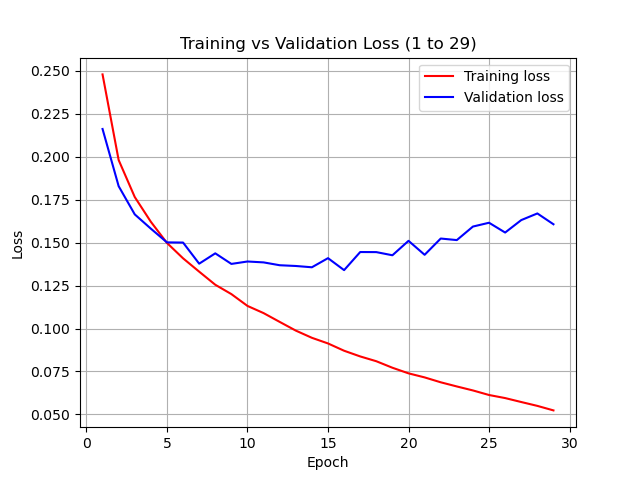 Training vs Validation Loss (1 to 29)
Training loss
Validation loss
Loss
0.250
0.225
0.200
0.175
0.150
0.125
0.100
0.075
0.050
0 5 10 15 20 25 30
Epoch